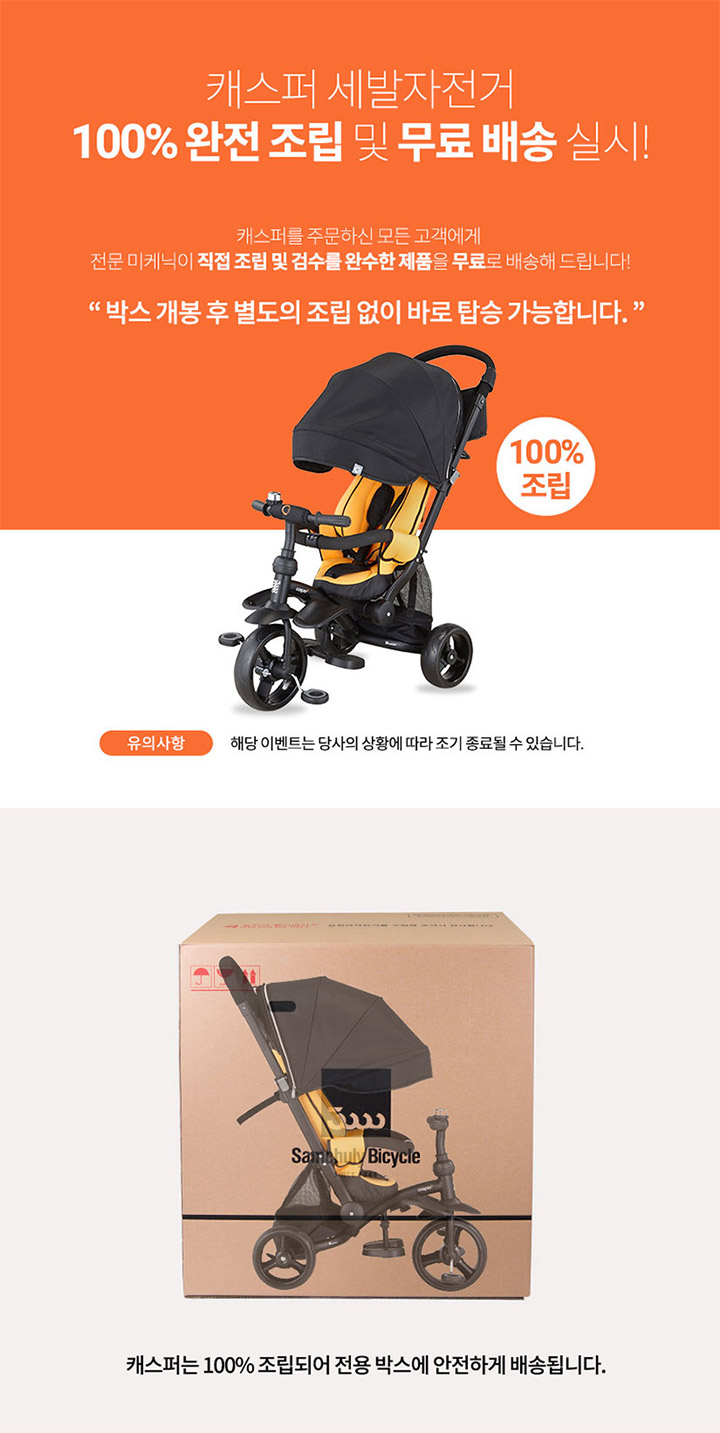 캐스퍼 세발자전거
100% 완전 조립 및 무료 배송 실시!
캐스퍼를 주문하신 모든 고객에게
전문 미케닉이 직접 조립 및 검수를 완수한 제품을 무료로 배송해 드립니다!
“ 박스 개봉 후 별도의 조립 없이 바로 탑승 가능합니다. ”
100%
조립
유의사항 해당 이벤트는 당사의 상황에 따라 조기 종료될 수 있습니다.
Samchuly Bicycle
캐스퍼는 100% 조립되어 전용 박스에 안전하게 배송됩니다.